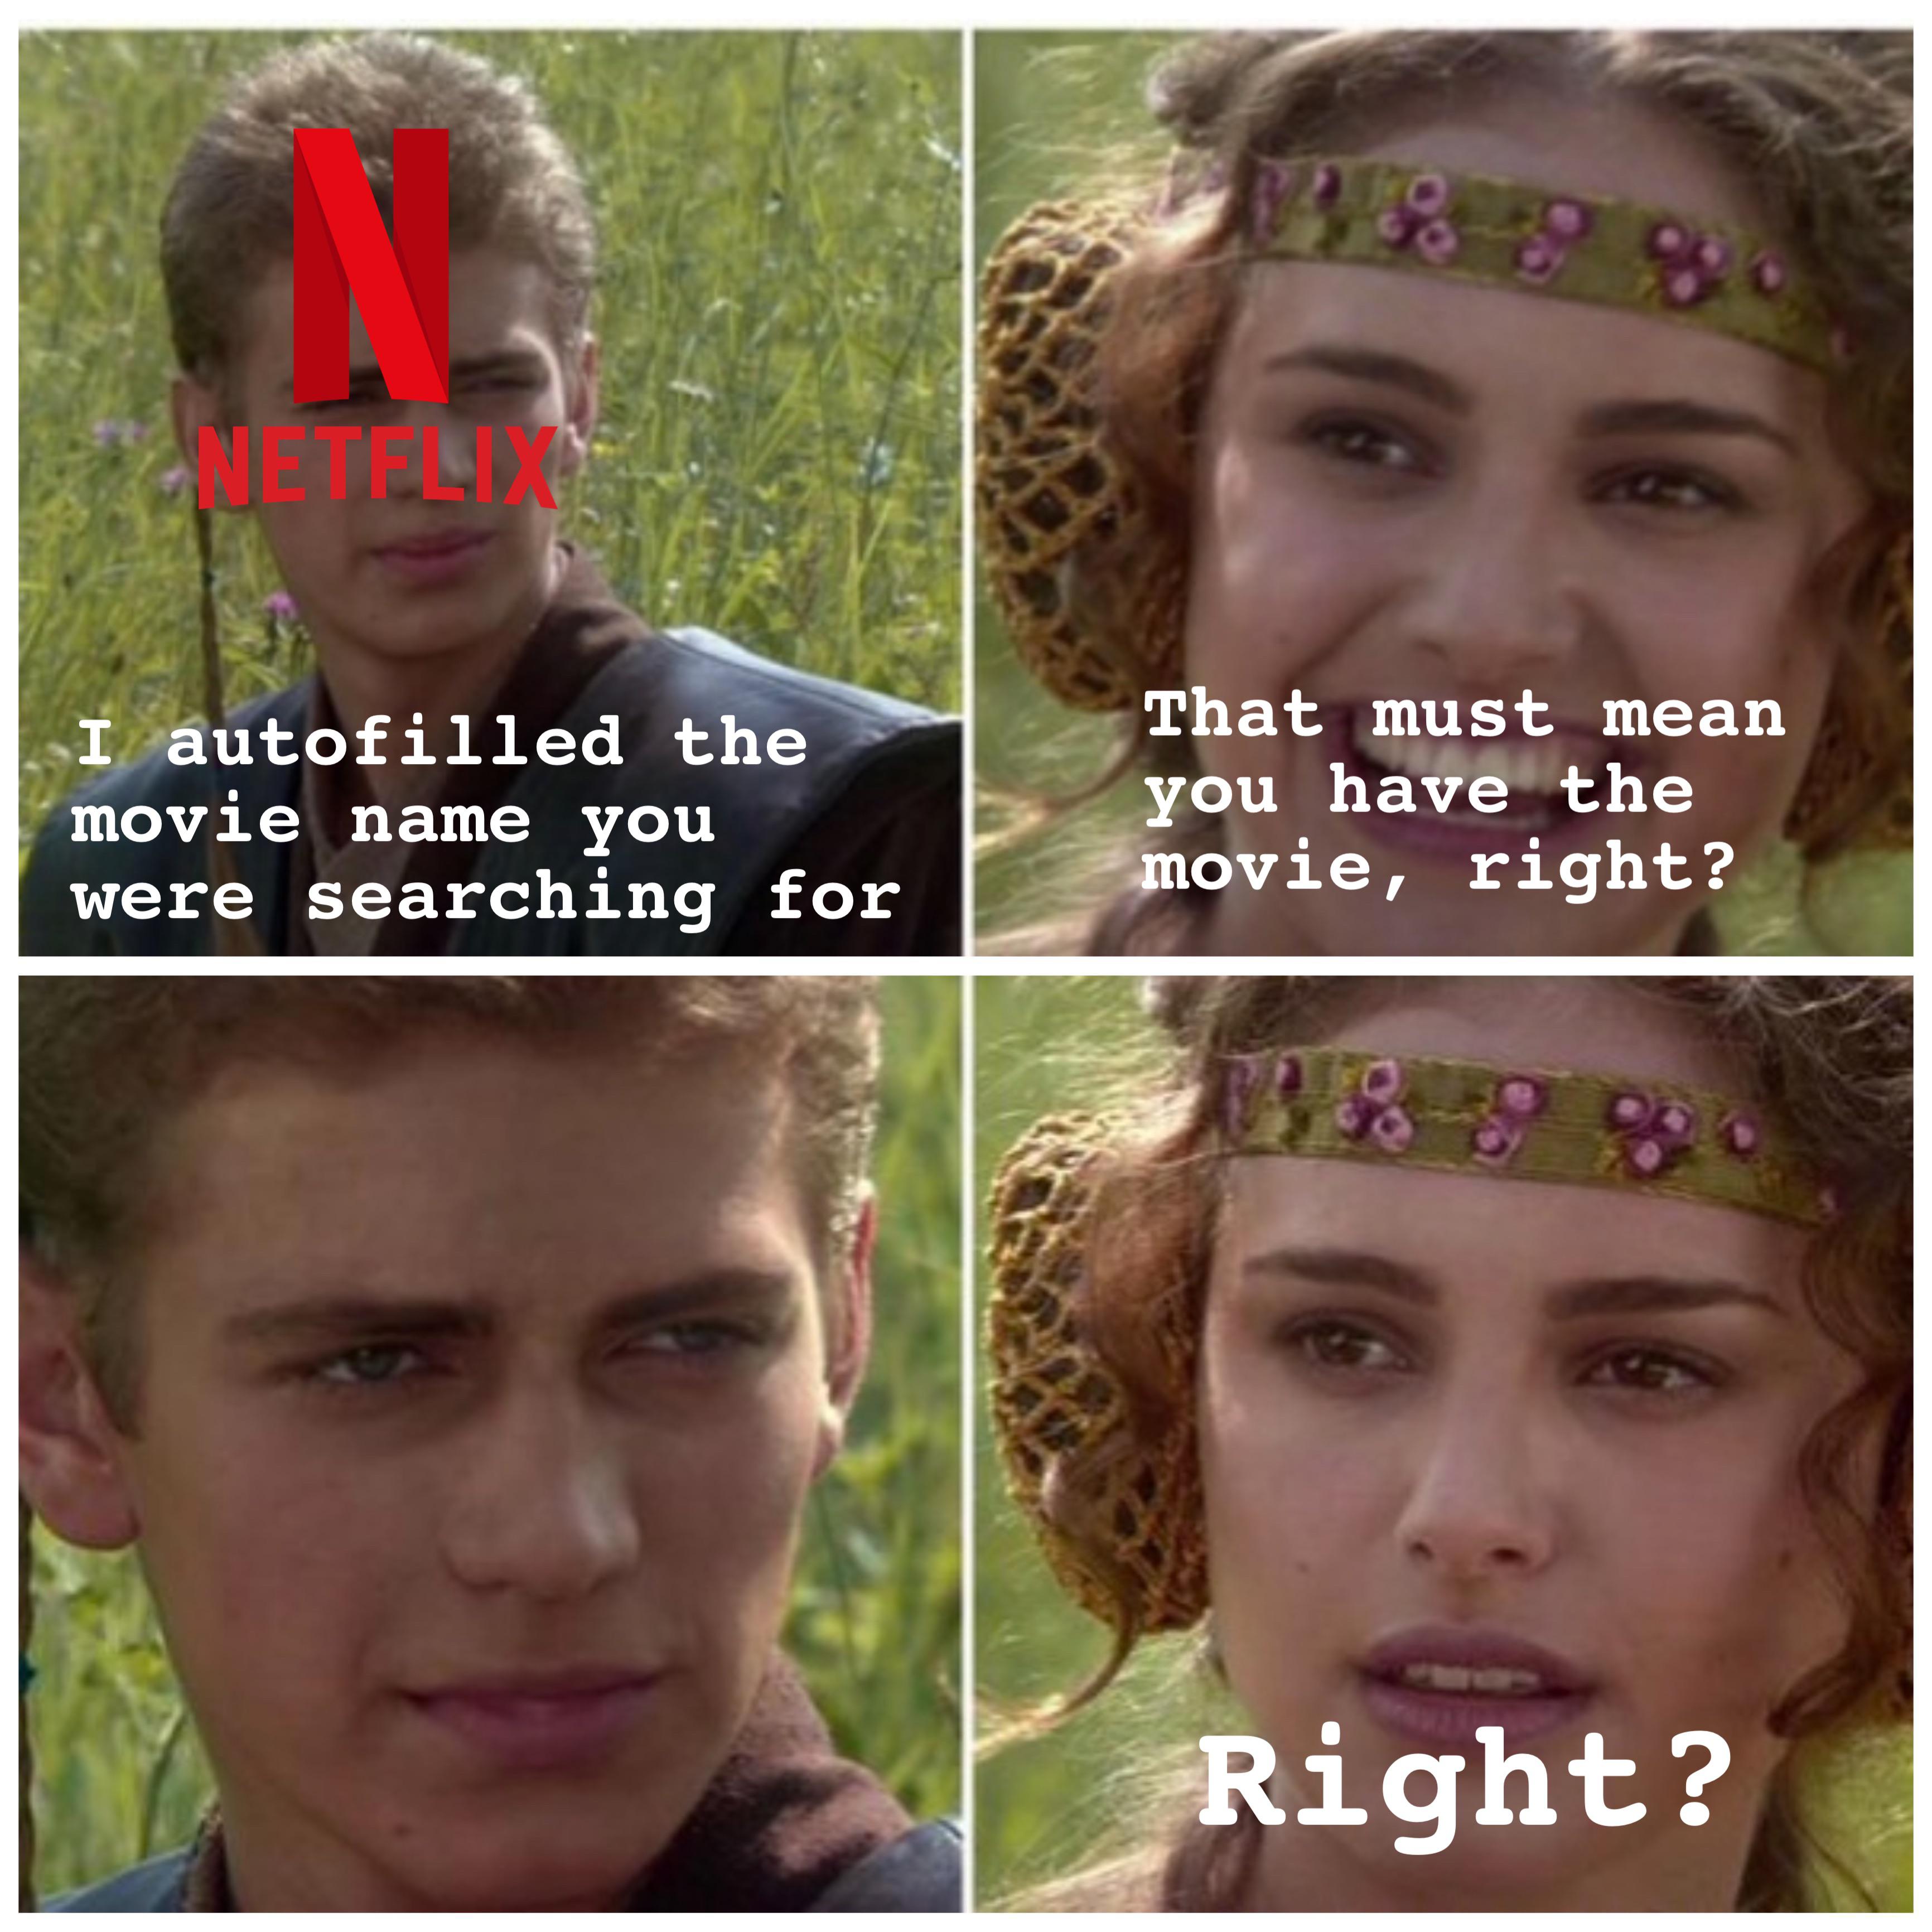 N
NETFLIX
I autofilled the
movie name you
were searching for
That must mean
you have the
movie, right?
Right?